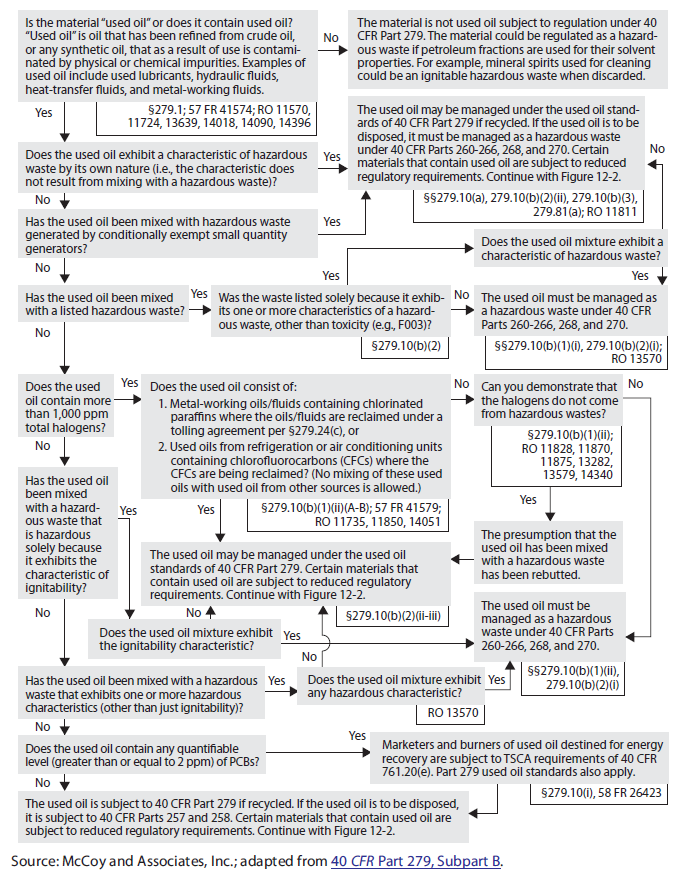 Is the material “used oil” or does it contain used oil?
“Used oil” is oil that has been refined from crude oil,
or any synthetic oil, that as a result of use is contami-
nated by physical or chemical impurities. Examples of
used oil include used lubricants, hydraulic fluids,
heat-transfer fluids, and metal-working fluids.
No
The material is not used oil subject to regulation under 40
CFR Part 279. The material could be regulated as a hazard-
ous waste if petroleum fractions are used for their solvent
properties. For example, mineral spirits used for cleaning
could be an ignitable hazardous waste when discarded.
Yes
§279.1; 57 FR 41574; RO 11570,
11724, 13639, 14018, 14090, 14396
The used oil may be managed under the used oil stand-
ards of 40 CFR Part 279 if recycled. If the used oil is to be
disposed, it must be managed as a hazardous waste
under 40 CFR Parts 260-266, 268, and 270. Certain
materials that contain used oil are subject to reduced
regulatory requirements. Continue with Figure 12-2.
No
Does the used oil exhibit a characteristic of hazardous
waste by its own nature (i.e., the characteristic does
not result from mixing with a hazardous waste)?
Yes
§§279.10(a), 279.10(b)(2)(ii), 279.10(b)(3),
279.81(a); RO 11811
No
Has the used oil been mixed with hazardous waste
generated by conditionally exempt small quantity
generators?
Yes
Does the used oil mixture exhibit a
characteristic of hazardous waste?
No
Yes
Yes
Has the used oil been mixed
with a listed hazardous waste?
Yes
Was the waste listed solely because it exhib-
its one or more characteristics of a hazard-
ous waste, other than toxicity (e.g., F003)?
No
The used oil must be managed as
a hazardous waste under 40 CFR
Parts 260-266, 268, and 270.
No
§279.10(b)(2)
§§279.10(b)(1)(i), 279.10(b)(2)(i);
RO 13570
Does the used
oil contain more
than 1,000 ppm
total halogens?
Yes
Does the used oil consist of:
1. Metal-working oils/fluids containing chlorinated
paraffins where the oils/fluids are reclaimed under a
tolling agreement per §279.24(c), or
2. Used oils from refrigeration or air conditioning units
containing chlorofluorocarbons (CFCs) where the
CFCs are being reclaimed? (No mixing of these used
oils with used oil from other sources is allowed.)
No
Can you demonstrate that
the halogens do not come
from hazardous wastes?
No
§279.10(b)(1)(ii);
RO 11828, 11870,
11875, 13282,
13579, 14340
No
Has the used oil
been mixed
with a hazard-
ous waste that
is hazardous
solely because
it exhibits the
characteristic of
ignitability?
Yes
Yes
§279.10(b)(1)(ii)(A-B); 57 FR 41579;
RO 11735, 11850, 14051
Yes
The presumption that the
used oil has been mixed
with a hazardous waste
has been rebutted.
The used oil may be managed under the used oil
standards of 40 CFR Part 279. Certain materials that
contain used oil are subject to reduced regulatory
requirements. Continue with Figure 12-2.
§279.10(b)(2)(ii-iii)
No
No
Does the used oil mixture exhibit
the ignitability characteristic?
Yes
The used oil must be
managed as a hazardous
waste under 40 CFR Parts
260-266, 268, and 270.
§§279.10(b)(1)(ii),
279.10(b)(2)(i)
No
Has the used oil been mixed with a hazardous
waste that exhibits one or more hazardous
characteristics (other than just ignitability)?
Yes
Does the used oil mixture exhibit
any hazardous characteristic?
Yes
RO 13570
No
Does the used oil contain any quantifiable
level (greater than or equal to 2 ppm) of PCBs?
Yes
Marketers and burners of used oil destined for energy
recovery are subject to TSCA requirements of 40 CFR
761.20(e). Part 279 used oil standards also apply.
§279.10(i), 58 FR 26423
No
The used oil is subject to 40 CFR Part 279 if recycled. If the used oil is to be disposed,
it is subject to 40 CFR Parts 257 and 258. Certain materials that contain used oil are
subject to reduced regulatory requirements. Continue with Figure 12-2.
Source: McCoy and Associates, Inc.; adapted from 40 CFR Part 279, Subpart B.